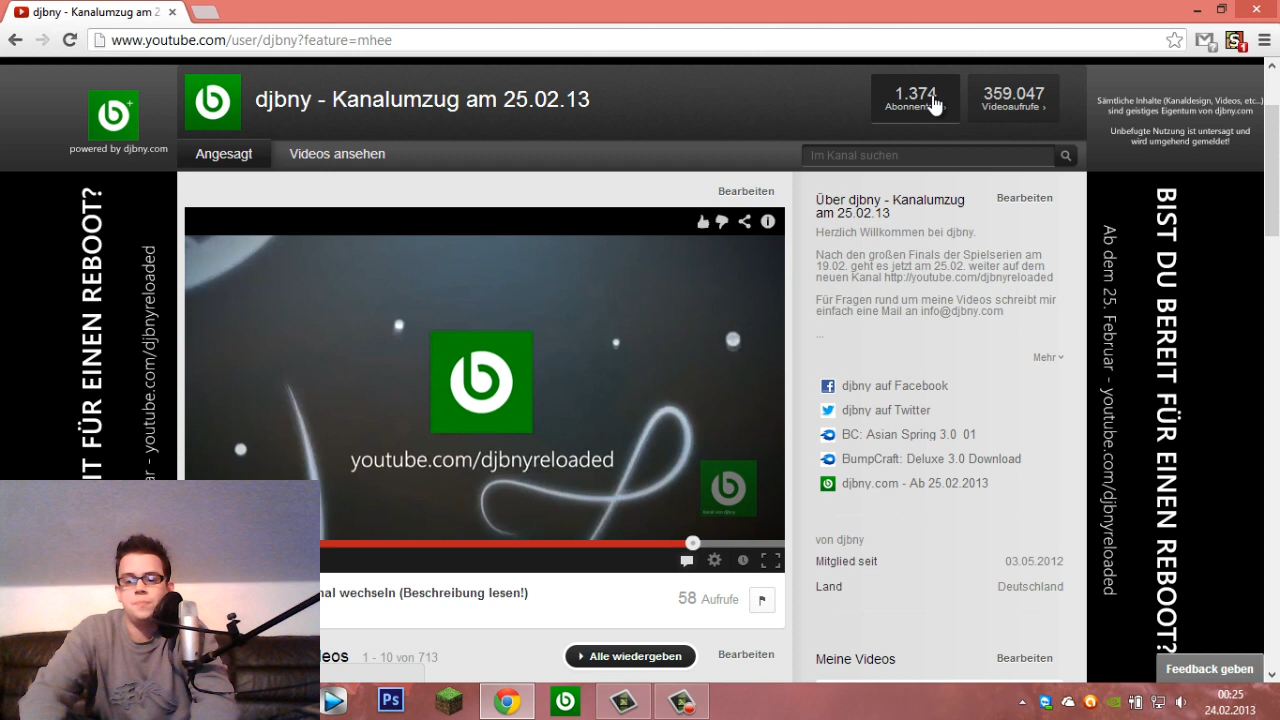 djbny - Kanalumzug am 2
www.youtube.com/user/djbny?feature=mhee
djbny - Kanalumzug am 25.02.13
1.374
359.047
Videoaufrufe ›
powered by djbny.com
Sämtliche Inhalte (Kanaldesign, Videos, etc..)
sind geistiges Eigentum von djbny.com
Unbefugte Nutzung ist untersagt und
wird umgehend gemeldet!
Angesagt
Videos ansehen
Im Kanal suchen
Bearbeiten
youtube.com/djbnyreloaded
Über djbny - Kanalumzug
am 25.02.13
Bearbeiten
Herzlich Willkommen bei djbny.
Nach den großen Finals der Spielserien am
19.02. geht es jetzt am 25.02. weiter auf dem
neuen Kanal http://youtube.com/djbnyreloaded
Für Fragen rund um meine Videos schreibt mir
einfach eine Mail an info@djbny.com
...
Mehr
djbny auf Facebook
djbny auf Twitter
BC: Asian Spring 3.0 01
BumpCraft: Deluxe 3.0 Download
djbny.com - Ab 25.02.2013
von djbny
Mitglied seit 03.05.2012
Land Deutschland
Meine Videos Bearbeiten
wechseln (Beschreibung lesen!)
58 Aufrufe
1 - 10 von 713
Alle wiedergeben
Bearbeiten
FÜR EINEN REBOOT?
- youtube.com/djbnyreloaded
BIST DU BEREIT FÜR EINEN REBOOT?
Ab dem 25. Februar - youtube.com/djbnyreloaded
Feedback geben
Ps
00:25
24.02.2013